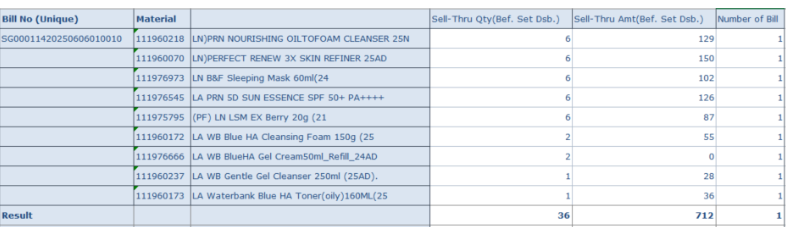 Bill No (Unique) Material Sell-Thru Qty(Bef. Set Dsb.) Sell-Thru Amt(Bef. Set Dsb.) Number of Bill
SG00011420250606010010 111960218 LN)PRN NOURISHING OILTOFOAM CLEANSER 25N 6 129 1
111960070 LN)PERFECT RENEW 3X SKIN REFINER 25AD 6 150 1
111976973 LN B&F Sleeping Mask 60ml(24 6 102 1
111976545 LA PRN 5D SUN ESSENCE SPF 50+ PA++++ 6 126 1
111975795 (PF) LN LSM EX Berry 20g (21 6 87 1
111960172 LA WB Blue HA Cleansing Foam 150g (25 2 55 1
111976666 LA WB BlueHA Gel Cream50ml_Refill_24AD 2 0 1
111960237 LA WB Gentle Gel Cleanser 250ml (25AD). 1 28 1
111960173 LA Waterbank Blue HA Toner(oily)160ML(25 1 36 1
Result 36 712 1